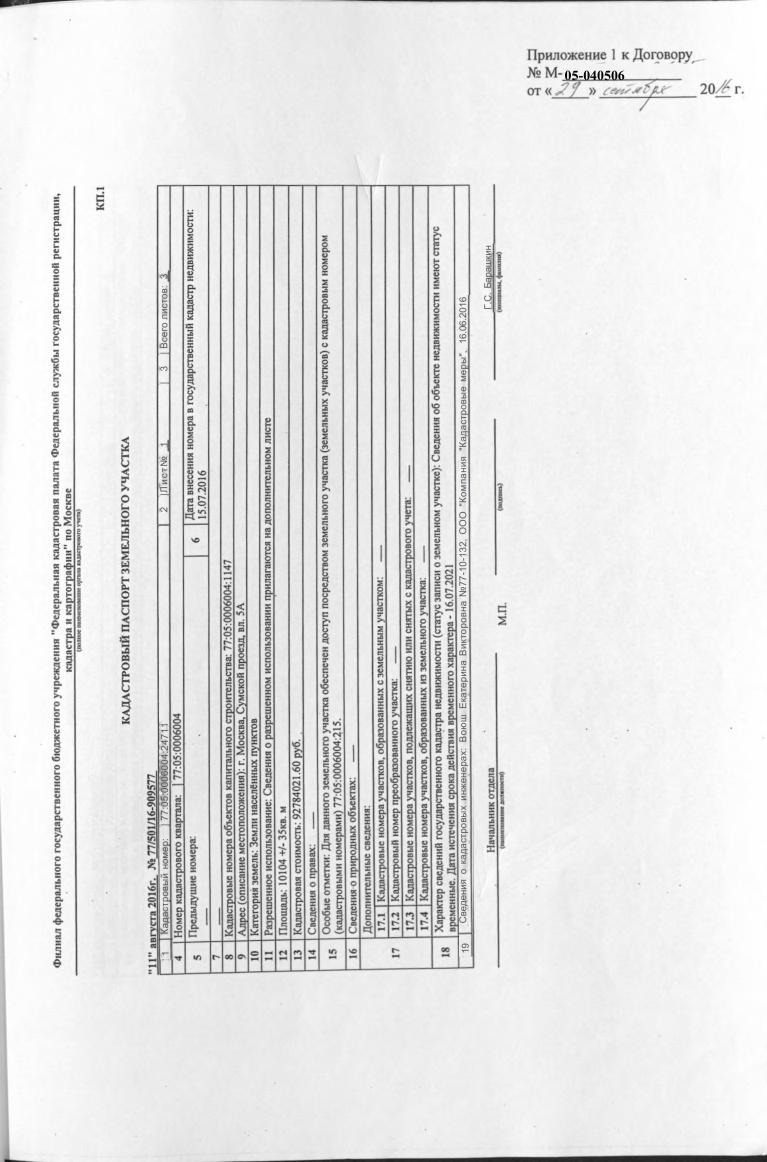 Приложение 1 к Договору
№ М- 05-040506
от « 29 » сентября 2016 г.
Филиал федерального государственного бюджетного учреждения "Федеральная кадастровая палата Федеральной службы государственной регистрации,
кадастра и картографии" по Москве
(полное наименование органа кадастрового учета)
КП.1
КАДАСТРОВЫЙ ПАСПОРТ ЗЕМЕЛЬНОГО УЧАСТКА
"11" августа 2016г. № 77/501/16-909577
1 Кадастровый номер: 2 Лист № 1 3 Всего листов: 3
4 Номер кадастрового квартала: 77:05:0006004
5 Предыдущие номера: 6 Дата внесения номера в государственный кадастр недвижимости:
— 15.07.2016
7 —
8 Кадастровые номера объектов капитального строительства: 77:05:0006004:1147
9 Адрес (описание местоположения): г. Москва, Сумской проезд, вл. 5А
10 Категория земель: Земли населённых пунктов
11 Разрешенное использование: Сведения о разрешенном использовании прилагаются на дополнительном листе
12 Площадь: 10104 +/- 35кв. м
13 Кадастровая стоимость: 92784021.60 руб.
14 Сведения о правах: —
15 Особые отметки: Для данного земельного участка обеспечен доступ посредством земельного участка (земельных участков) с кадастровым номером
(кадастровыми номерами) 77:05:0006004:215.
16 Сведения о природных объектах: —
17 Дополнительные сведения:
17.1 Кадастровые номера участков, образованных с земельным участком: —
17.2 Кадастровый номер преобразованного участка: —
17.3 Кадастровые номера участков, подлежащих снятию или снятых с кадастрового учета: —
17.4 Кадастровые номера участков, образованных из земельного участка: —
18 Характер сведений государственного кадастра недвижимости (статус записи о земельном участке): Сведения об объекте недвижимости имеют статус
временные. Дата истечения срока действия временного характера - 16.07.2021
19 Сведения о кадастровых инженерах: Воюш Екатерина Викторовна №77-10-132, ООО "Компания "Кадастровые меры", 16.06.2016
Начальник отдела Г.С. Барашкин
(наименование должности) (подпись) (инициалы, фамилия)
М.П.